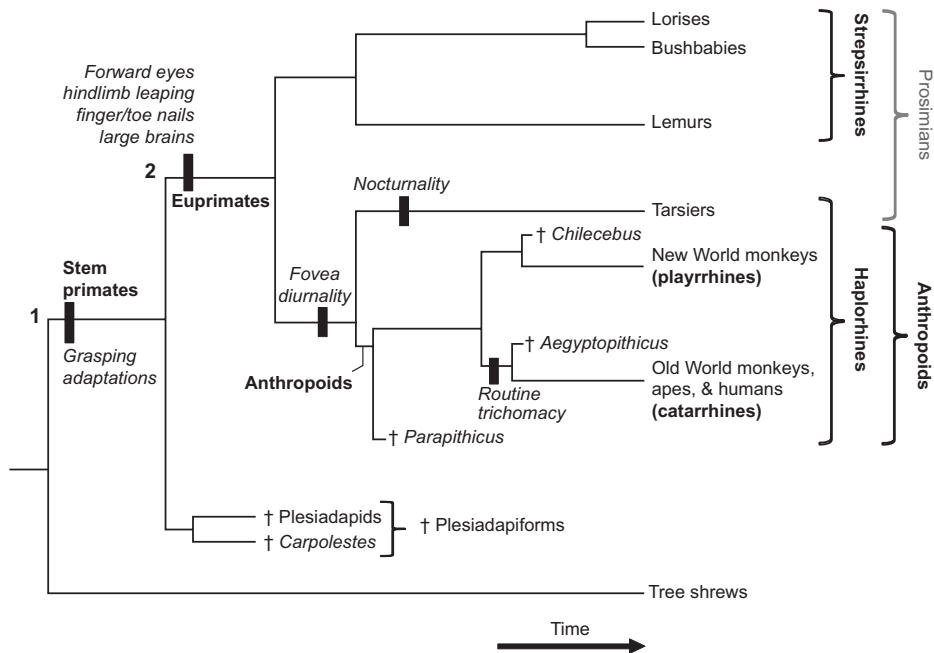 Lorises
Bushbabies
Lemurs
Strepsirrhines
Prosimians
Forward eyes
hindlimb leaping
finger/toe nails
large brains
2
Euprimates
Nocturnality
Tarsiers
† Chilecebus
New World monkeys
(playrrhines)
Haplorhines
Anthropoids
Stem
primates
1
Grasping
adaptations
Fovea
diurnality
Anthropoids
† Aegyptopithicus
Old World monkeys,
apes, & humans
(catarrhines)
Routine
trichomacy
† Parapithicus
† Plesiadapids
† Carpolestes
† Plesiadapiforms
Tree shrews
Time